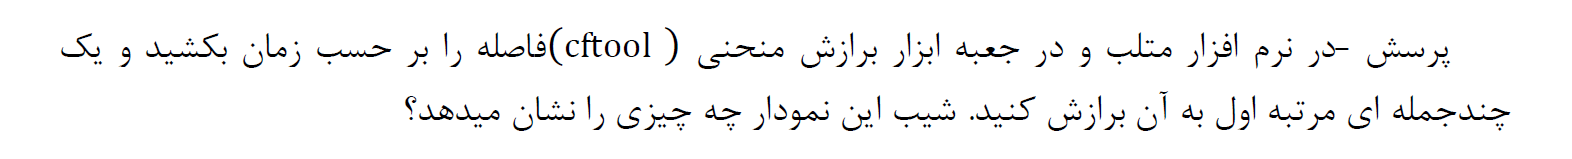 پرسش -در نرم افزار متلب و در جعبه ابزار برازش منحنی ( cftool)فاصله را بر حسب زمان بکشید و یک
چندجمله ای مرتبه اول به آن برازش کنید. شیب این نمودار چه چیزی را نشان میدهد؟